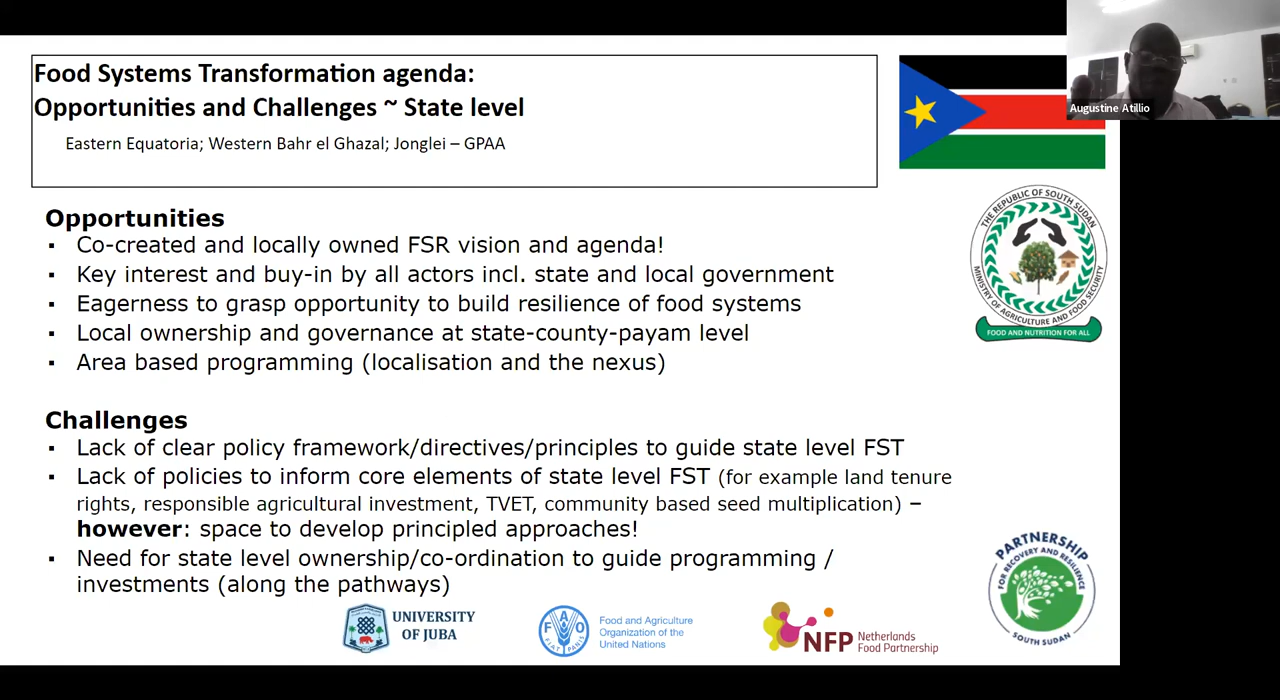 Food Systems Transformation agenda:
Opportunities and Challenges ~ State level
Eastern Equatoria; Western Bahr el Ghazal; Jonglei – GPAA
Augustine Atillio
Opportunities
▪ Co-created and locally owned FSR vision and agenda!
▪ Key interest and buy-in by all actors incl. state and local government
▪ Eagerness to grasp opportunity to build resilience of food systems
▪ Local ownership and governance at state-county-payam level
▪ Area based programming (localisation and the nexus)
THE REPUBLIC OF SOUTH SUDAN
MINISTRY OF AGRICULTURE AND FOOD SECURITY
FOOD AND NUTRITION FOR ALL
Challenges
▪ Lack of clear policy framework/directives/principles to guide state level FST
▪ Lack of policies to inform core elements of state level FST (for example land tenure
rights, responsible agricultural investment, TVET, community based seed multiplication) –
however: space to develop principled approaches!
▪ Need for state level ownership/co-ordination to guide programming /
investments (along the pathways)
PARTNERSHIP
FOR RECOVERY AND RESILIENCE
SOUTH SUDAN
UNIVERSITY
OF JUBA
F A O
FIAT PANIS
Food and Agriculture
Organization of the
United Nations
NFP Netherlands
Food Partnership